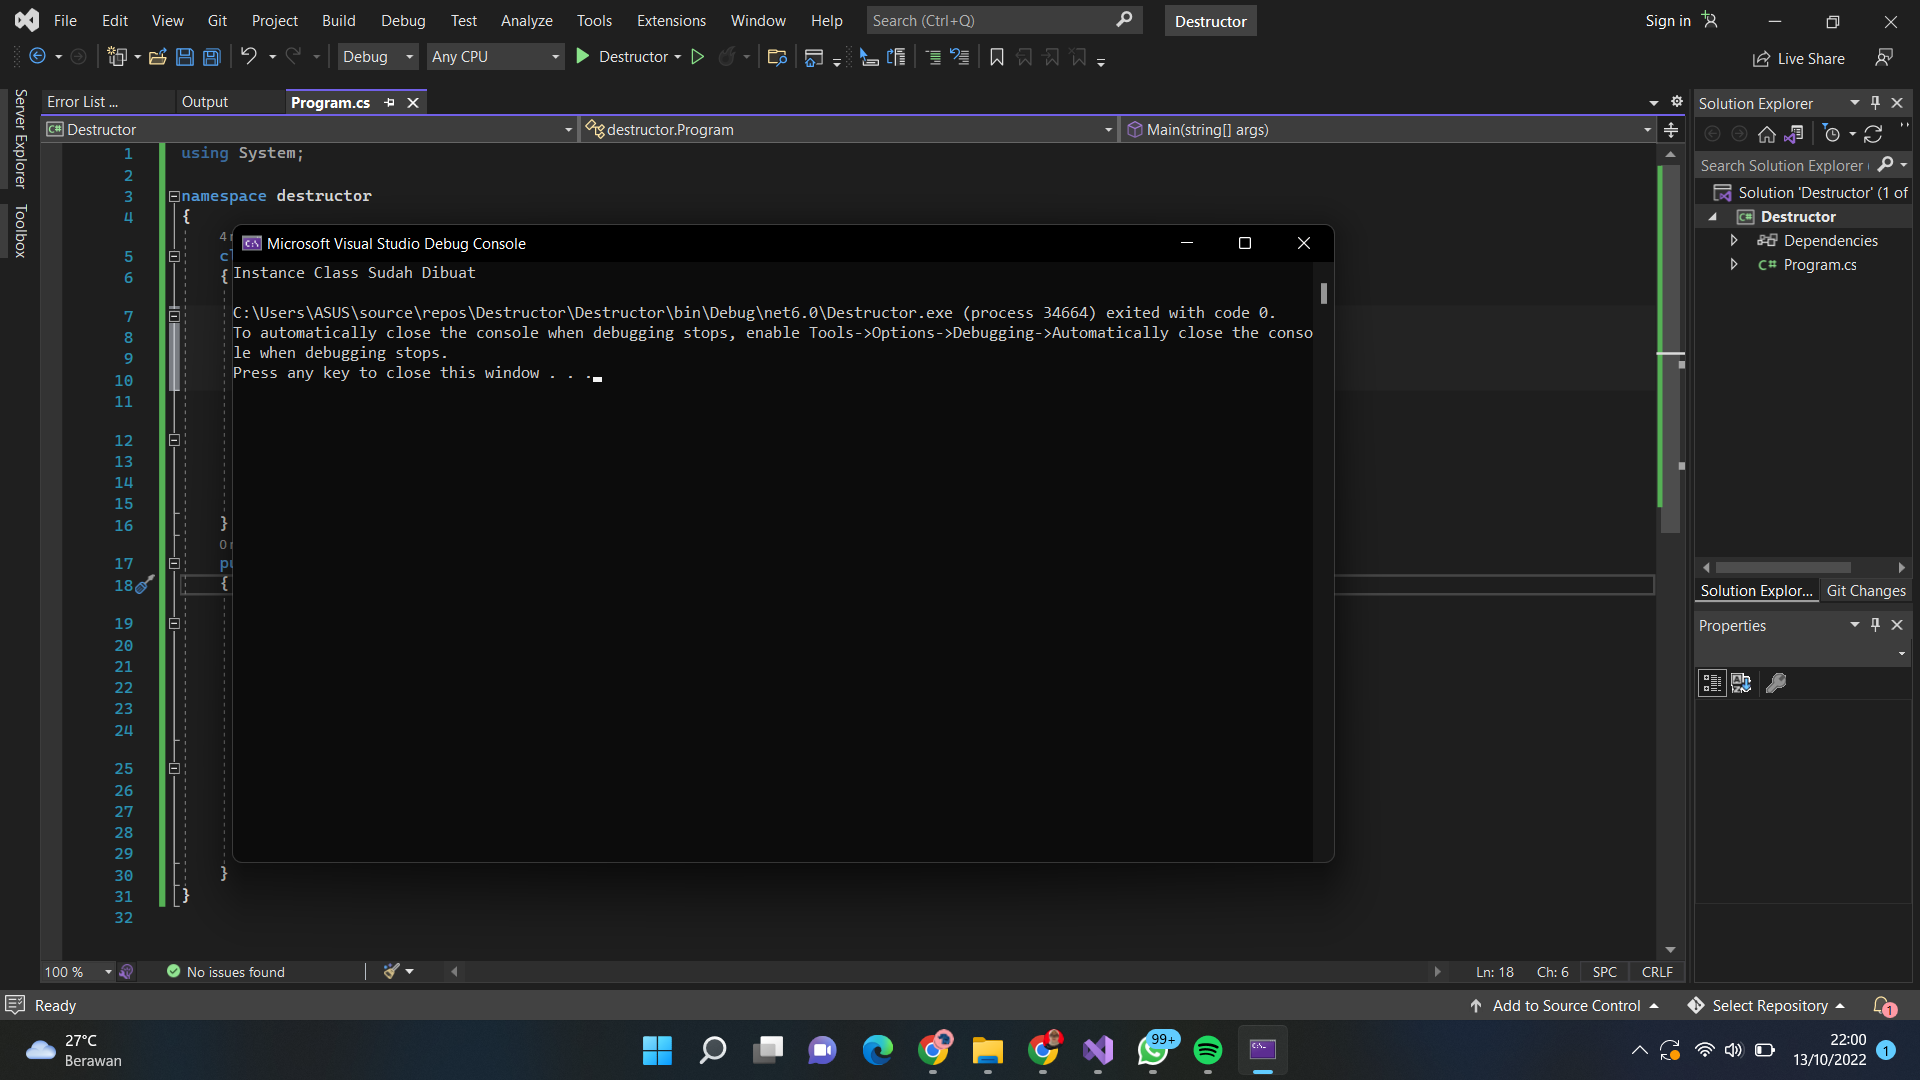 File Edit View Git Project Build Debug Test Analyze Tools Extensions Window Help Search (Ctrl+Q) Destructor Sign in
Debug Any CPU Destructor Live Share
Server Explorer
Toolbox
Error List ... Output Program.cs
Destructor destructor.Program Main(string[] args)
1 using System;
2
3 namespace destructor
4 {
4
5
6 {
7
8
9
10
11
12
13
14
15
16 }
0
17
18 {
19
20
21
22
23
24
25
26
27
28
29
30 }
31 }
32
Microsoft Visual Studio Debug Console
Instance Class Sudah Dibuat
C:\Users\ASUS\source\repos\Destructor\Destructor\bin\Debug\net6.0\Destructor.exe (process 34664) exited with code 0.
To automatically close the console when debugging stops, enable Tools->Options->Debugging->Automatically close the conso
le when debugging stops.
Press any key to close this window . . .
Solution Explorer
Search Solution Explorer (
Solution 'Destructor' (1 of
Destructor
Dependencies
C# Program.cs
Solution Explor... Git Changes
Properties
100 % No issues found Ln: 18 Ch: 6 SPC CRLF
Ready Add to Source Control Select Repository 1
27°C
Berawan
99+
22:00
13/10/2022 1